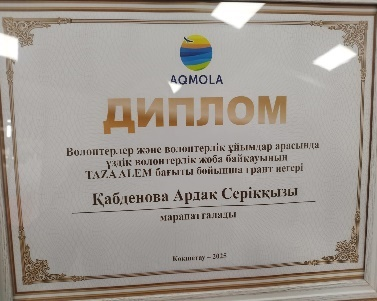 AQMOLA
ДИПЛОМ
Волонтерлер және волонтерлік ұйымдар арасында
үздік волонтерлік жоба байқауының
TAZA ALEM бағыты бойынша грант иегері
Қабденова Ардақ Серікқызы
марапатталады
Көкшетау – 2025